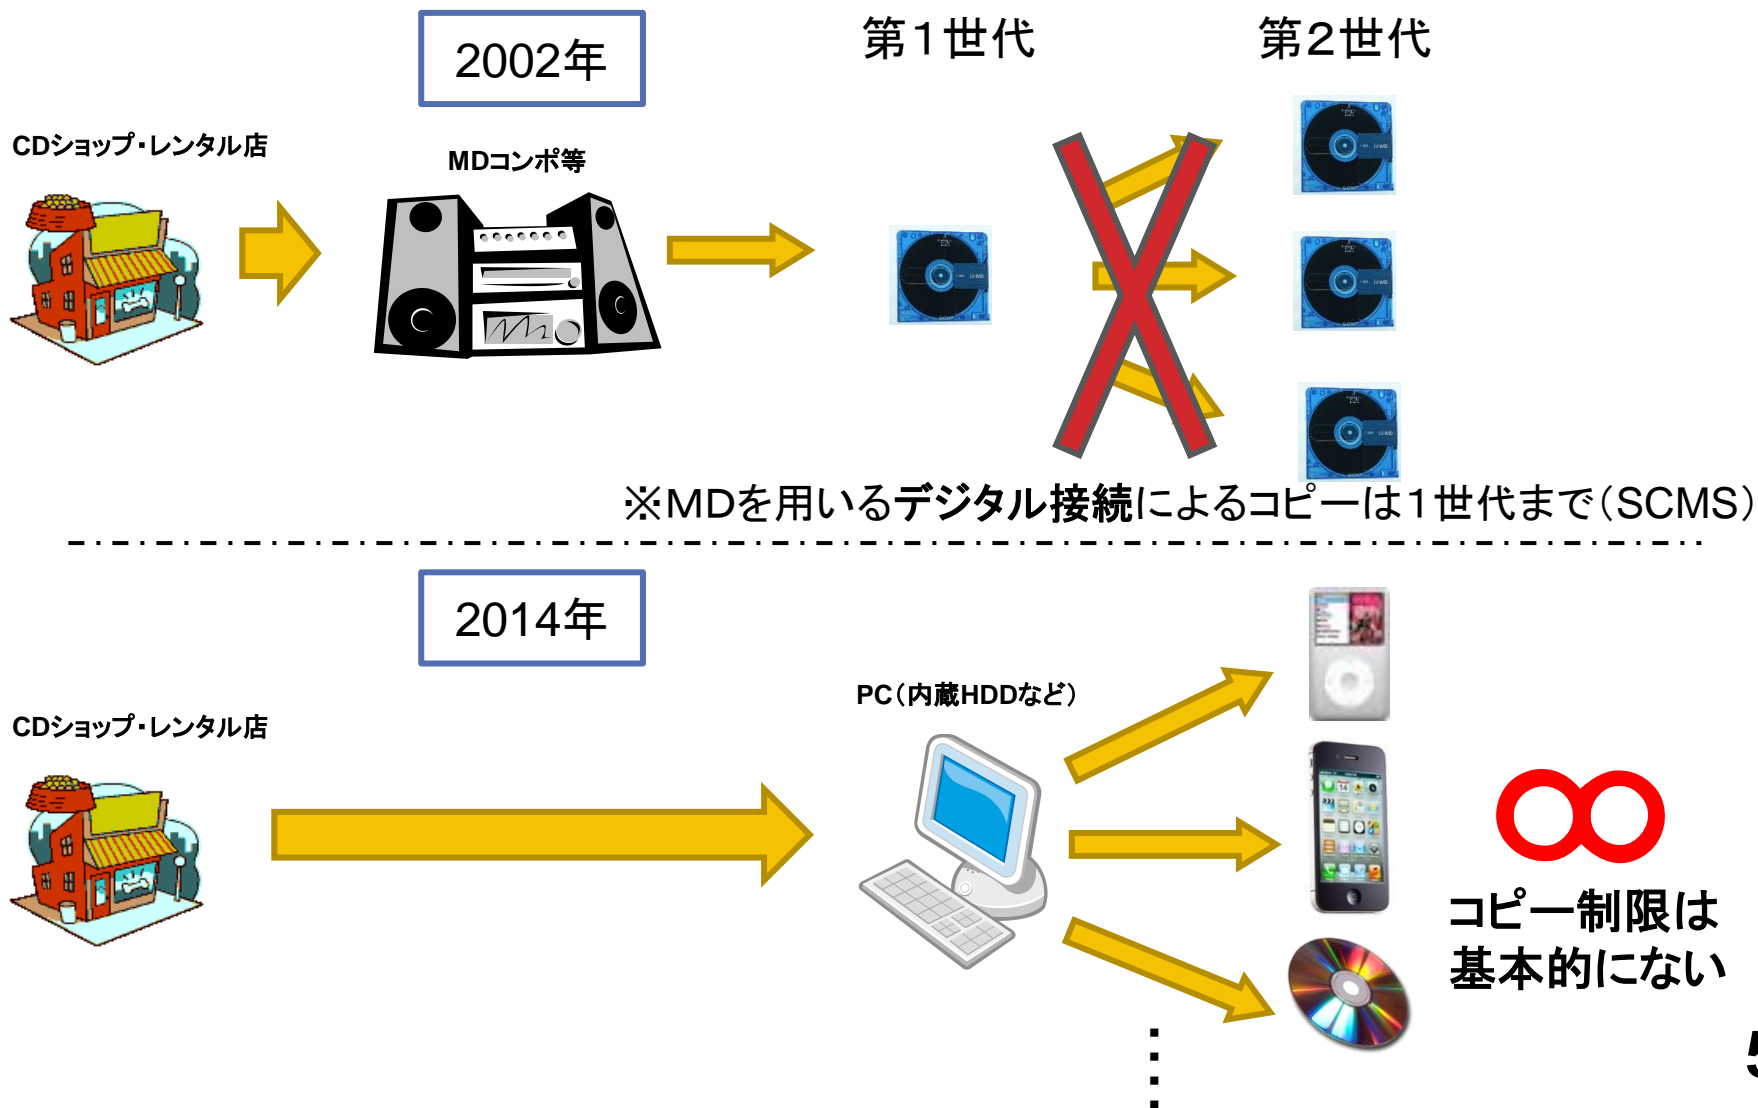 2002年
第1世代
第2世代
CDショップ・レンタル店
MDコンポ等
※MDを用いるデジタル接続によるコピーは1世代まで(SCMS)
2014年
CDショップ・レンタル店
PC(内蔵HDDなど)
コピー制限は
基本的にない
5